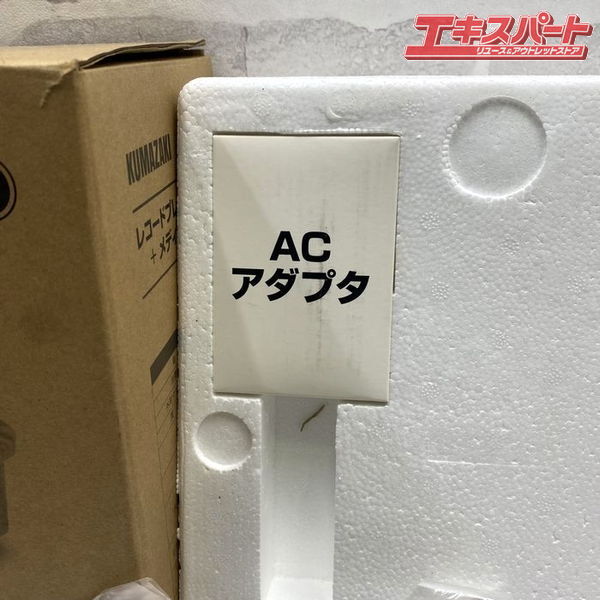 エキスパート
リユース&アウトレットストア
KUMAZAKI
レコードプレ
+メディ
AC
アダプタ